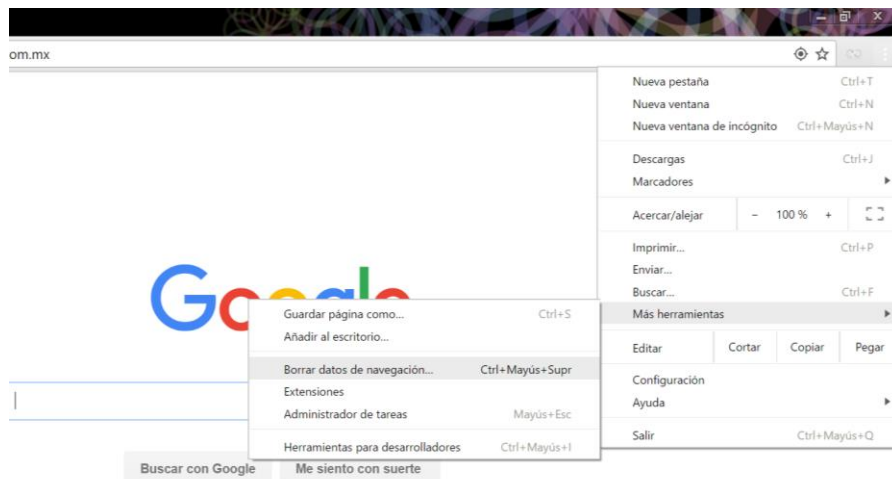 om.mx
Nueva pestaña Ctrl+T
Nueva ventana Ctrl+N
Nueva ventana de incógnito Ctrl+Mayús+N
Descargas Ctrl+J
Marcadores
Acercar/alejar − 100 % +
Imprimir... Ctrl+P
Enviar...
Buscar... Ctrl+F
Más herramientas
Editar Cortar Copiar Pegar
Configuración
Ayuda
Salir Ctrl+Mayús+Q
Google
Guardar página como... Ctrl+S
Añadir al escritorio...
Borrar datos de navegación... Ctrl+Mayús+Supr
Extensiones
Administrador de tareas Mayús+Esc
Herramientas para desarrolladores Ctrl+Mayús+I
Buscar con Google Me siento con suerte